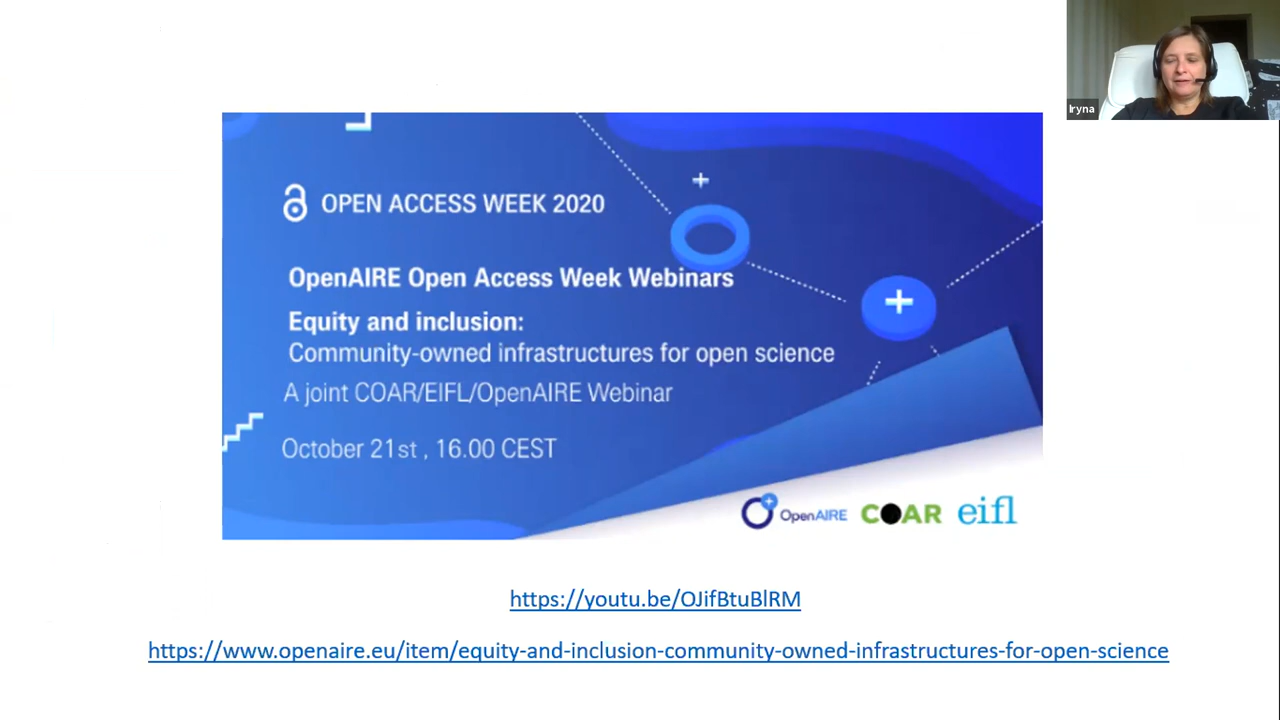 Iryna
OPEN ACCESS WEEK 2020
OpenAIRE Open Access Week Webinars
Equity and inclusion:
Community-owned infrastructures for open science
A joint COAR/EIFL/OpenAIRE Webinar
October 21st , 16.00 CEST
OpenAIRE COAR eifl
https://youtu.be/OJifBtuBlRM
https://www.openaire.eu/item/equity-and-inclusion-community-owned-infrastructures-for-open-science